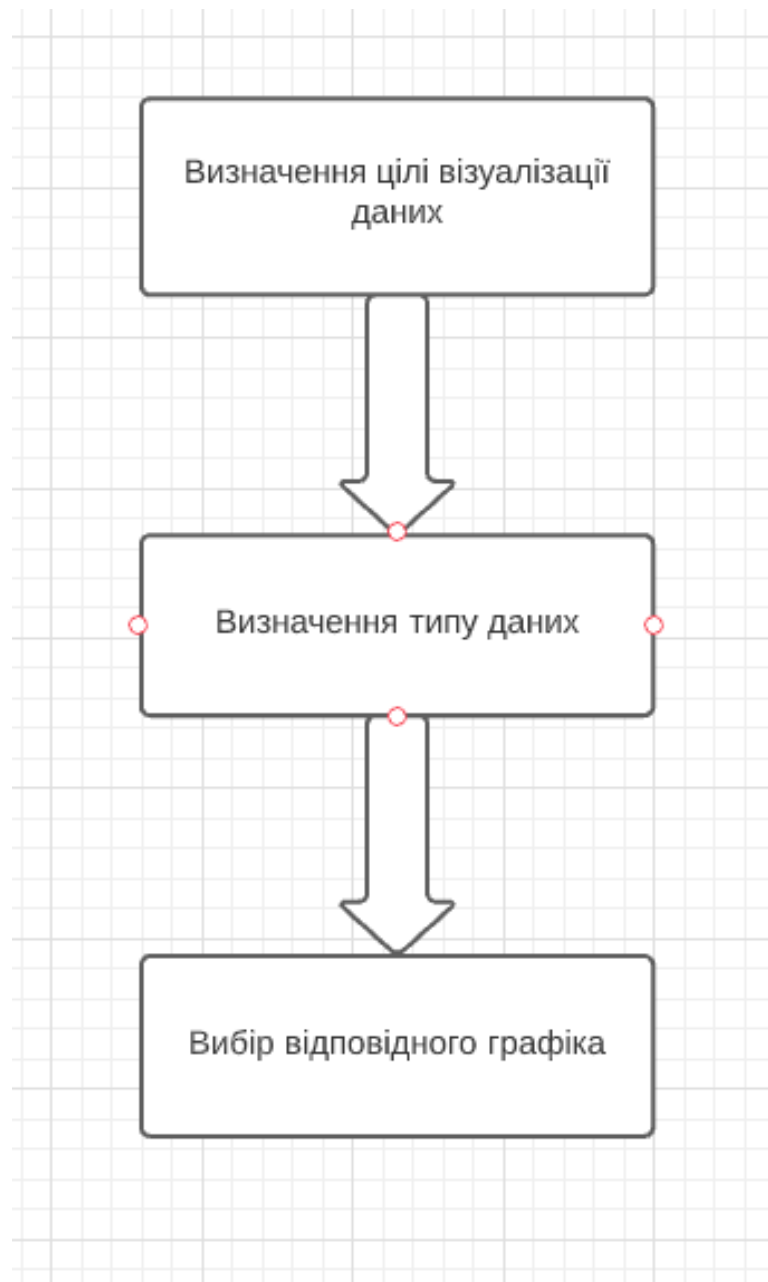 Визначення цілі візуалізації
даних
Визначення типу даних
Вибір відповідного графіка